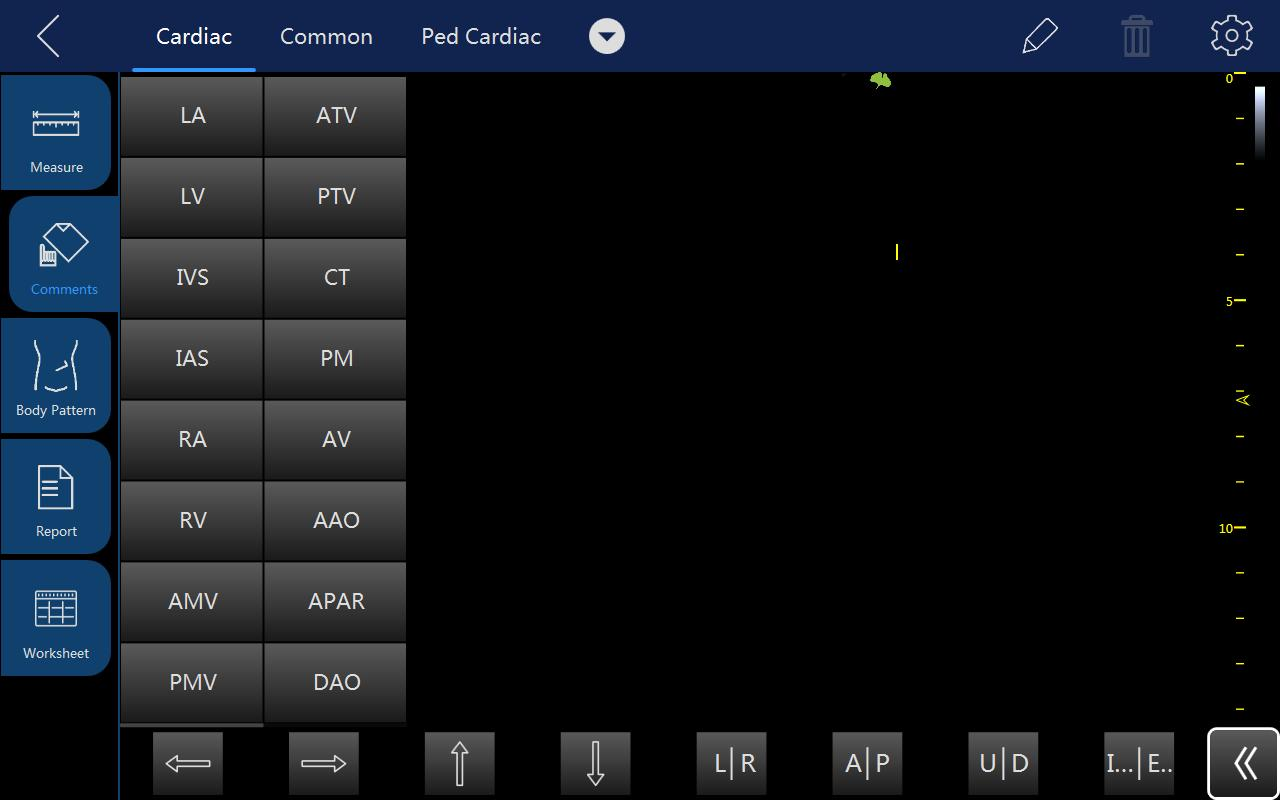 Cardiac Common Ped Cardiac
Measure
Comments
Body Pattern
Report
Worksheet
LA ATV
LV PTV
IVS CT
IAS PM
RA AV
RV AAO
AMV APAR
PMV DAO
0
5
10
L|R A|P U|D I...|E..